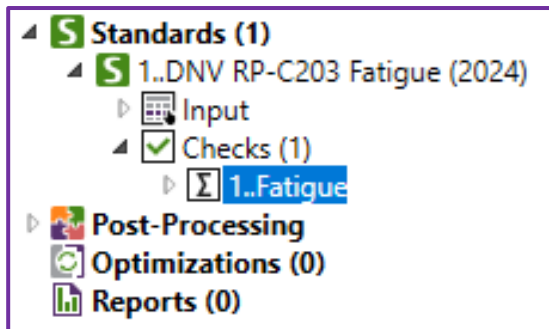 Standards (1)
1..DNV RP-C203 Fatigue (2024)
Input
Checks (1)
1..Fatigue
Post-Processing
Optimizations (0)
Reports (0)